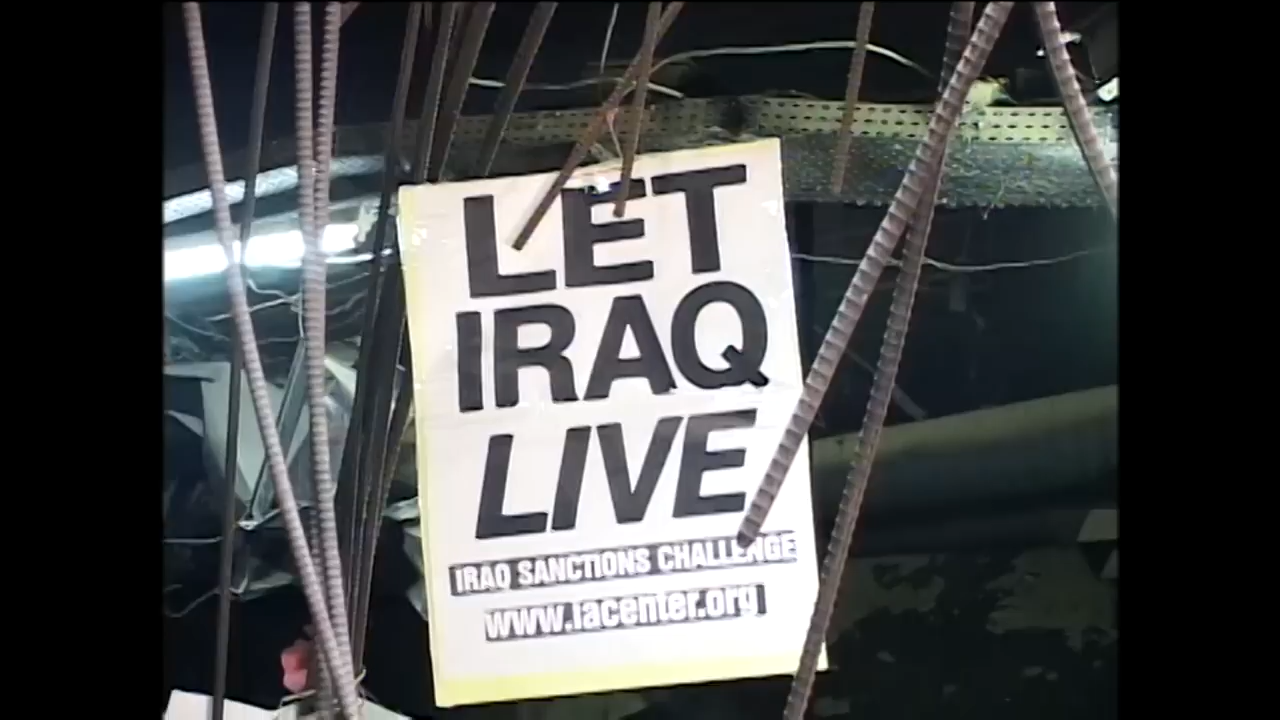 LET
IRAQ
LIVE
IRAQ SANCTIONS CHALLENGE
www.iacenter.org